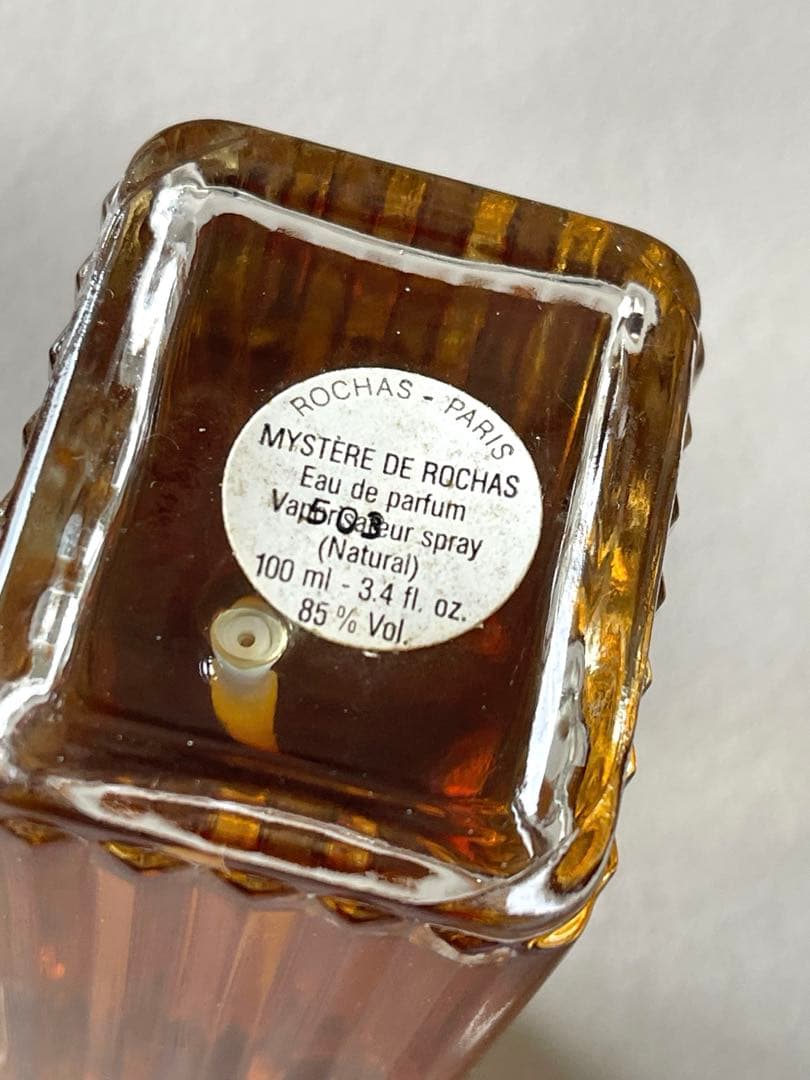 ROCHAS - PARIS
MYSTÈRE DE ROCHAS
Eau de parfum
Vaporisateur spray
503
(Natural)
100 ml - 3.4 fl. oz.
85 % Vol.